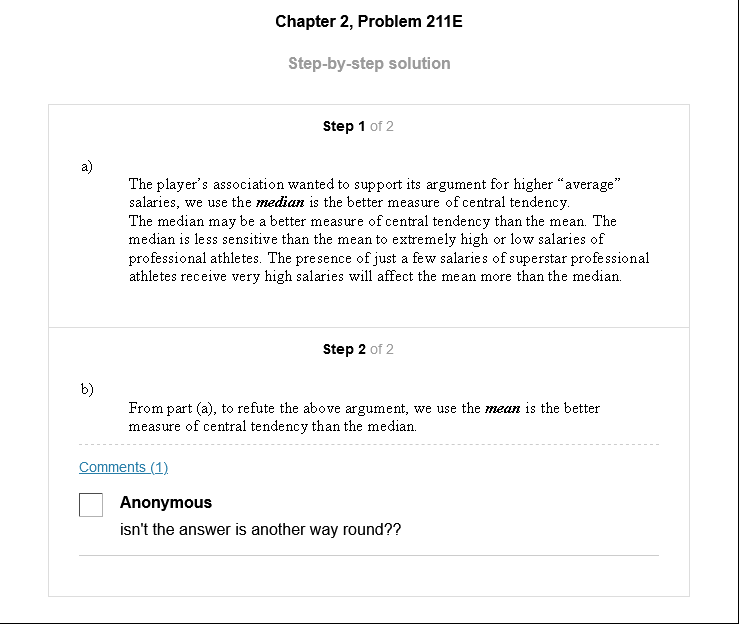 Chapter 2, Problem 211E
Step-by-step solution
Step 1 of 2
a)
The player's association wanted to support its argument for higher “average”
salaries, we use the median is the better measure of central tendency.
The median may be a better measure of central tendency than the mean. The
median is less sensitive than the mean to extremely high or low salaries of
professional athletes. The presence of just a few salaries of superstar professional
athletes receive very high salaries will affect the mean more than the median.
Step 2 of 2
b)
From part (a), to refute the above argument, we use the mean is the better
measure of central tendency than the median.
Comments (1)
Anonymous
isn't the answer is another way round??